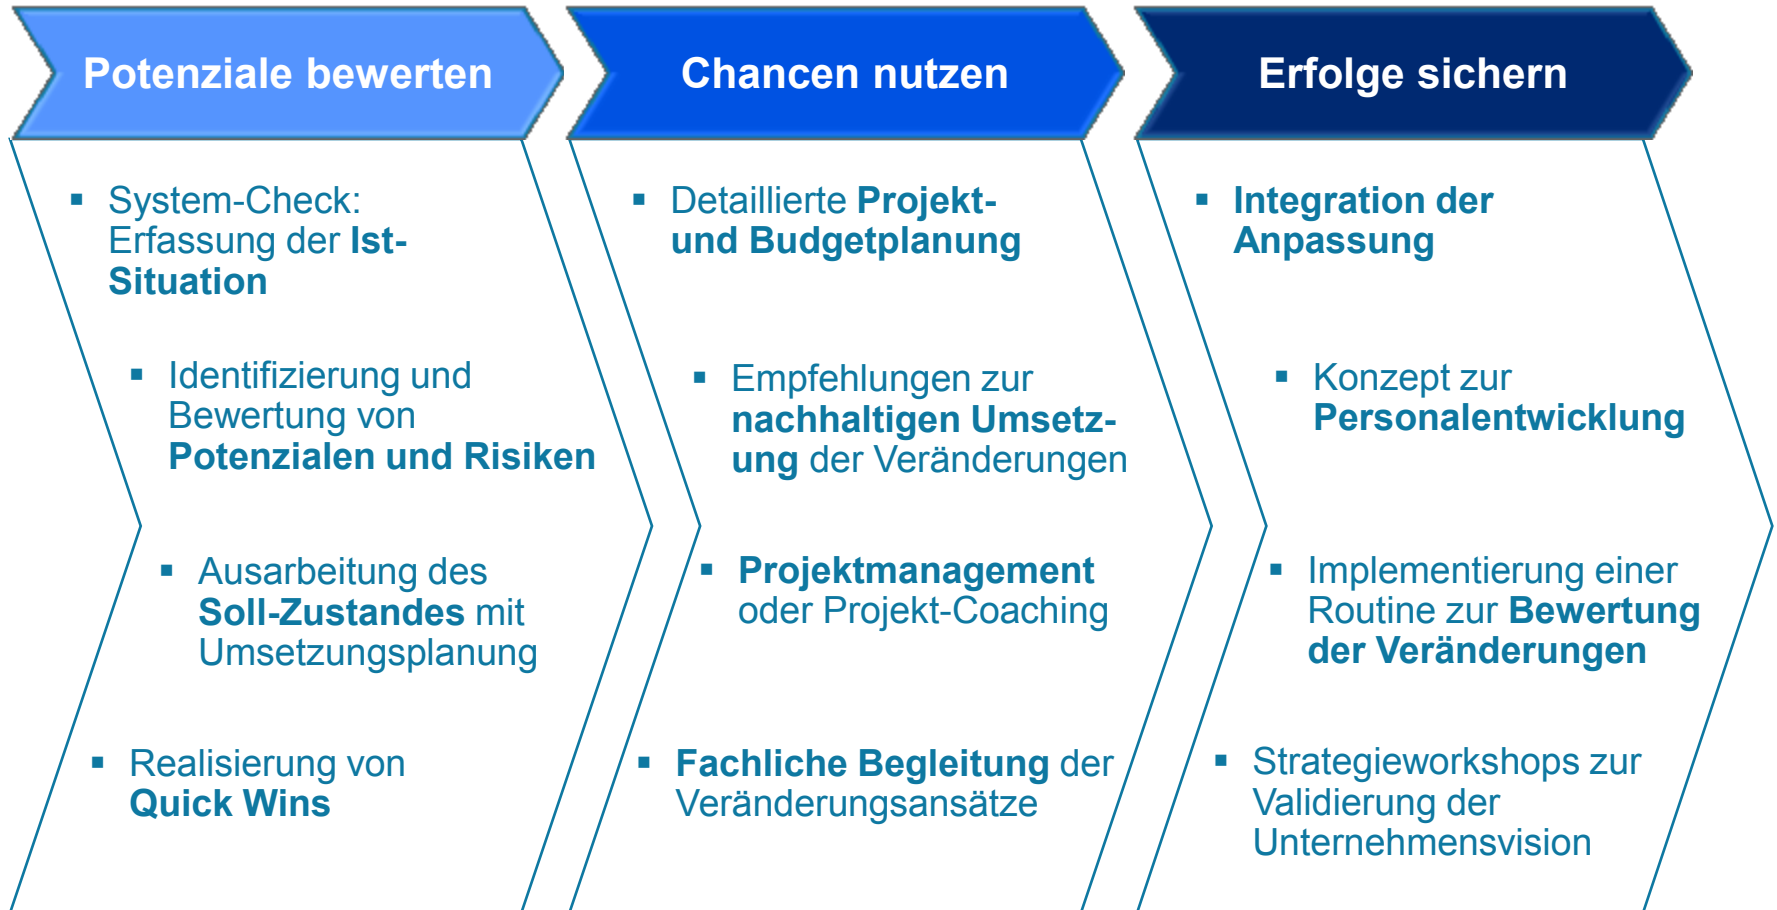 Potenziale bewerten
▪ System-Check:
Erfassung der Ist-
Situation
▪ Identifizierung und
Bewertung von
Potenzialen und Risiken
▪ Ausarbeitung des
Soll-Zustandes mit
Umsetzungsplanung
▪ Realisierung von
Quick Wins
Chancen nutzen
▪ Detaillierte Projekt-
und Budgetplanung
▪ Empfehlungen zur
nachhaltigen Umsetz-
ung der Veränderungen
▪ Projektmanagement
oder Projekt-Coaching
▪ Fachliche Begleitung der
Veränderungsansätze
Erfolge sichern
▪ Integration der
Anpassung
▪ Konzept zur
Personalentwicklung
▪ Implementierung einer
Routine zur Bewertung
der Veränderungen
▪ Strategieworkshops zur
Validierung der
Unternehmensvision